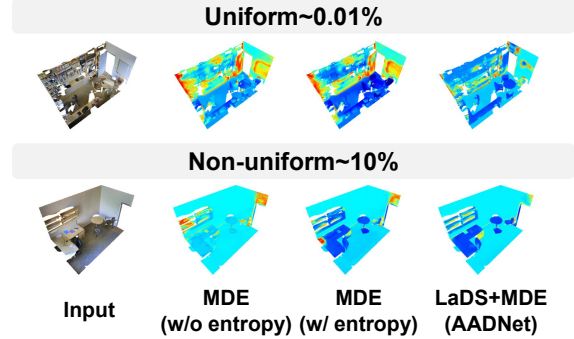 Uniform~0.01%
Non-uniform~10%
Input
MDE
(w/o entropy)
MDE
(w/ entropy)
LaDS+MDE
(AADNet)